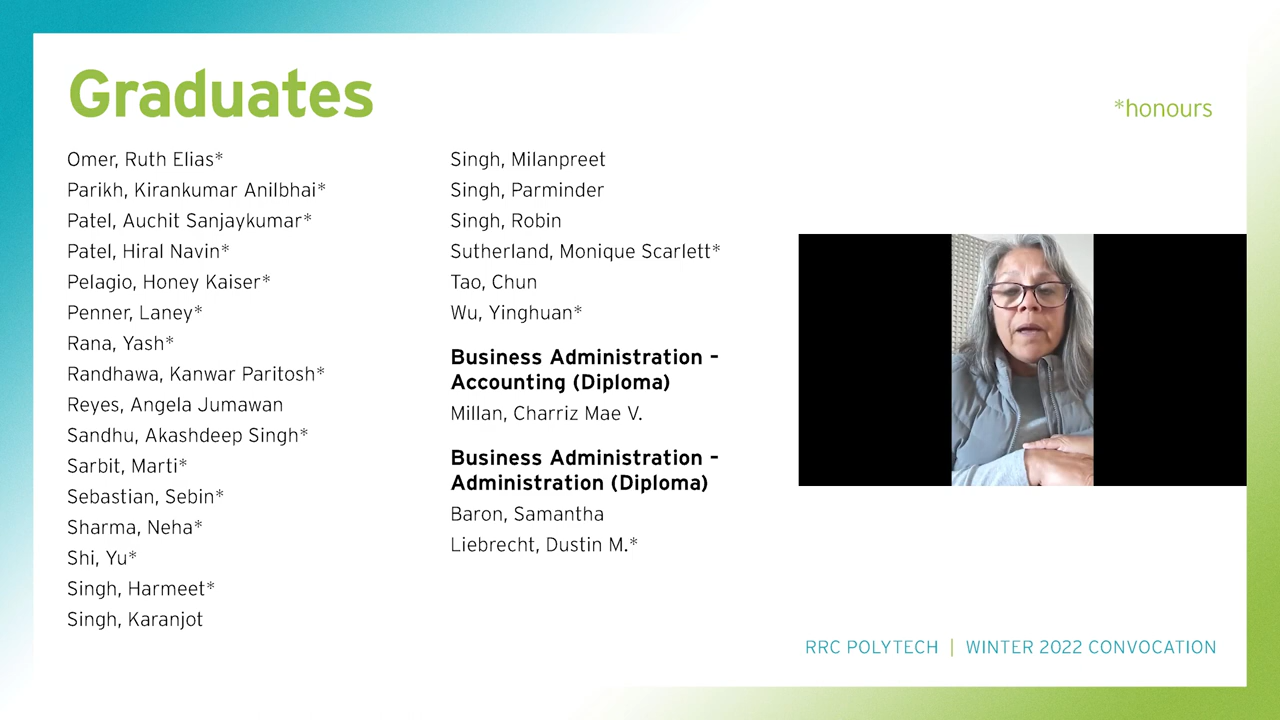 Graduates
*honours
Omer, Ruth Elias*
Parikh, Kirankumar Anilbhai*
Patel, Auchit Sanjaykumar*
Patel, Hiral Navin*
Pelagio, Honey Kaiser*
Penner, Laney*
Rana, Yash*
Randhawa, Kanwar Paritosh*
Reyes, Angela Jumawan
Sandhu, Akashdeep Singh*
Sarbit, Marti*
Sebastian, Sebin*
Sharma, Neha*
Shi, Yu*
Singh, Harmeet*
Singh, Karanjot
Singh, Milanpreet
Singh, Parminder
Singh, Robin
Sutherland, Monique Scarlett*
Tao, Chun
Wu, Yinghuan*
Business Administration –
Accounting (Diploma)
Millan, Charriz Mae V.
Business Administration –
Administration (Diploma)
Baron, Samantha
Liebrecht, Dustin M.*
RRC POLYTECH | WINTER 2022 CONVOCATION